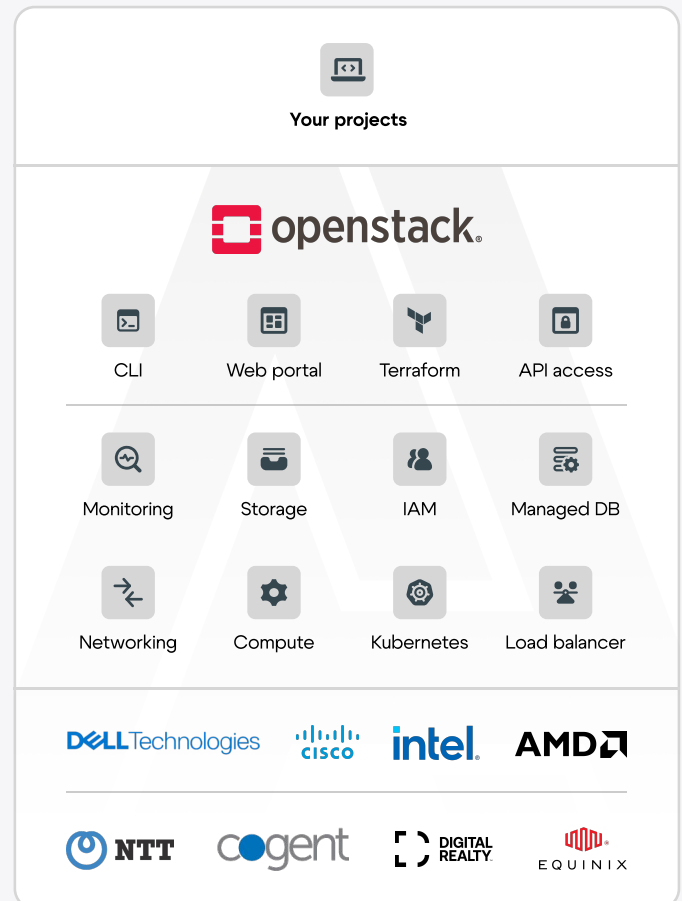 Your projects
openstack®
CLI Web portal Terraform API access
Monitoring Storage IAM Managed DB
Networking Compute Kubernetes Load balancer
DELLTechnologies CISCO intel® AMD
NTT cogent DIGITAL REALTY EQUINIX